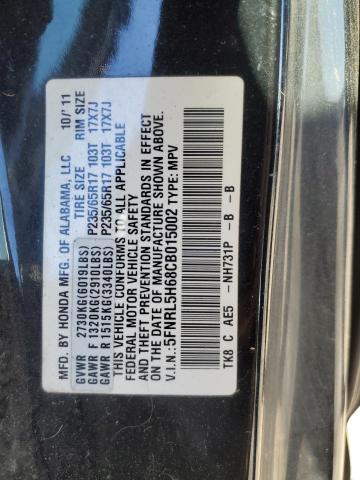 MFD. BY HONDA MFG. OF ALABAMA, LLC 10/'11
TIRE SIZE RIM SIZE
GVWR 2730KG(6019LBS)
GAWR F 1320KG(2910LBS) P235/65R17 103T 17X7J
GAWR R 1515KG(3340LBS) P235/65R17 103T 17X7J
THIS VEHICLE CONFORMS TO ALL APPLICABLE
FEDERAL MOTOR VEHICLE SAFETY
AND THEFT PREVENTION STANDARDS IN EFFECT
ON THE DATE OF MANUFACTURE SHOWN ABOVE.
V.I.N.:5FNRL5H68CB015002 TYPE: MPV
TK8 C AE5 -NH731P -B -B